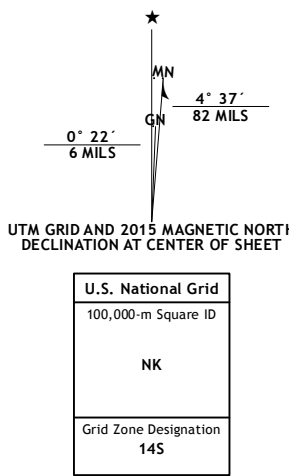 MN
4° 37´
82 MILS
GN
0° 22´
6 MILS
UTM GRID AND 2015 MAGNETIC NORTH
DECLINATION AT CENTER OF SHEET
U.S. National Grid
100,000-m Square ID
NK
Grid Zone Designation
14S